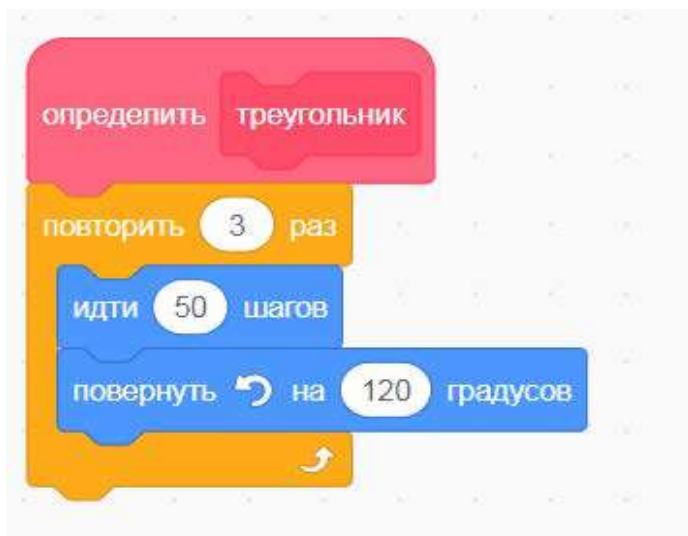 определить треугольник
повторить 3 раз
идти 50 шагов
повернуть на 120 градусов